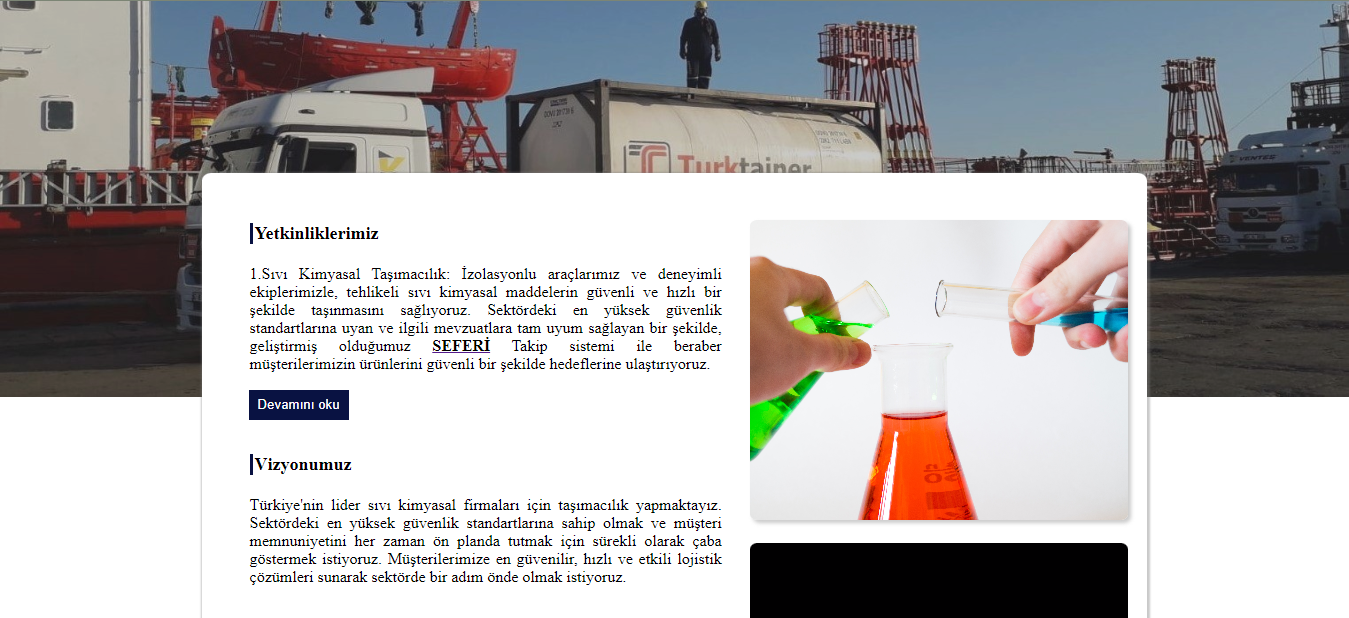 Turktainer
VENTES
Yetkinliklerimiz
1.Sıvı Kimyasal Taşımacılık: İzolasyonlu araçlarımız ve deneyimli
ekiplerimizle, tehlikeli sıvı kimyasal maddelerin güvenli ve hızlı bir
şekilde taşınmasını sağlıyoruz. Sektördeki en yüksek güvenlik
standartlarına uyan ve ilgili mevzuatlara tam uyum sağlayan bir şekilde,
geliştirmiş olduğumuz SEFERİ Takip sistemi ile beraber
müşterilerimizin ürünlerini güvenli bir şekilde hedeflerine ulaştırıyoruz.
Devamını oku
Vizyonumuz
Türkiye'nin lider sıvı kimyasal firmaları için taşımacılık yapmaktayız.
Sektördeki en yüksek güvenlik standartlarına sahip olmak ve müşteri
memnuniyetini her zaman ön planda tutmak için sürekli olarak çaba
göstermek istiyoruz. Müşterilerimize en güvenilir, hızlı ve etkili lojistik
çözümleri sunarak sektörde bir adım önde olmak istiyoruz.